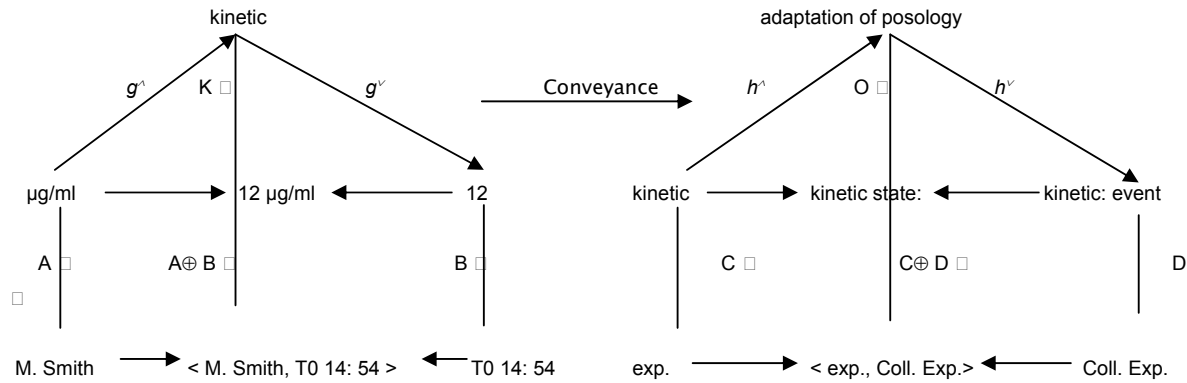 kinetic adaptation of posology
g^ K □ g˅ Conveyance h^ O □ h˅
µg/ml 12 µg/ml 12 kinetic kinetic state: kinetic: event
A □ A⊕ B □ B □ C □ C⊕ D □ D
□
M. Smith < M. Smith, T0 14: 54 > T0 14: 54 exp. < exp., Coll. Exp.> Coll. Exp.